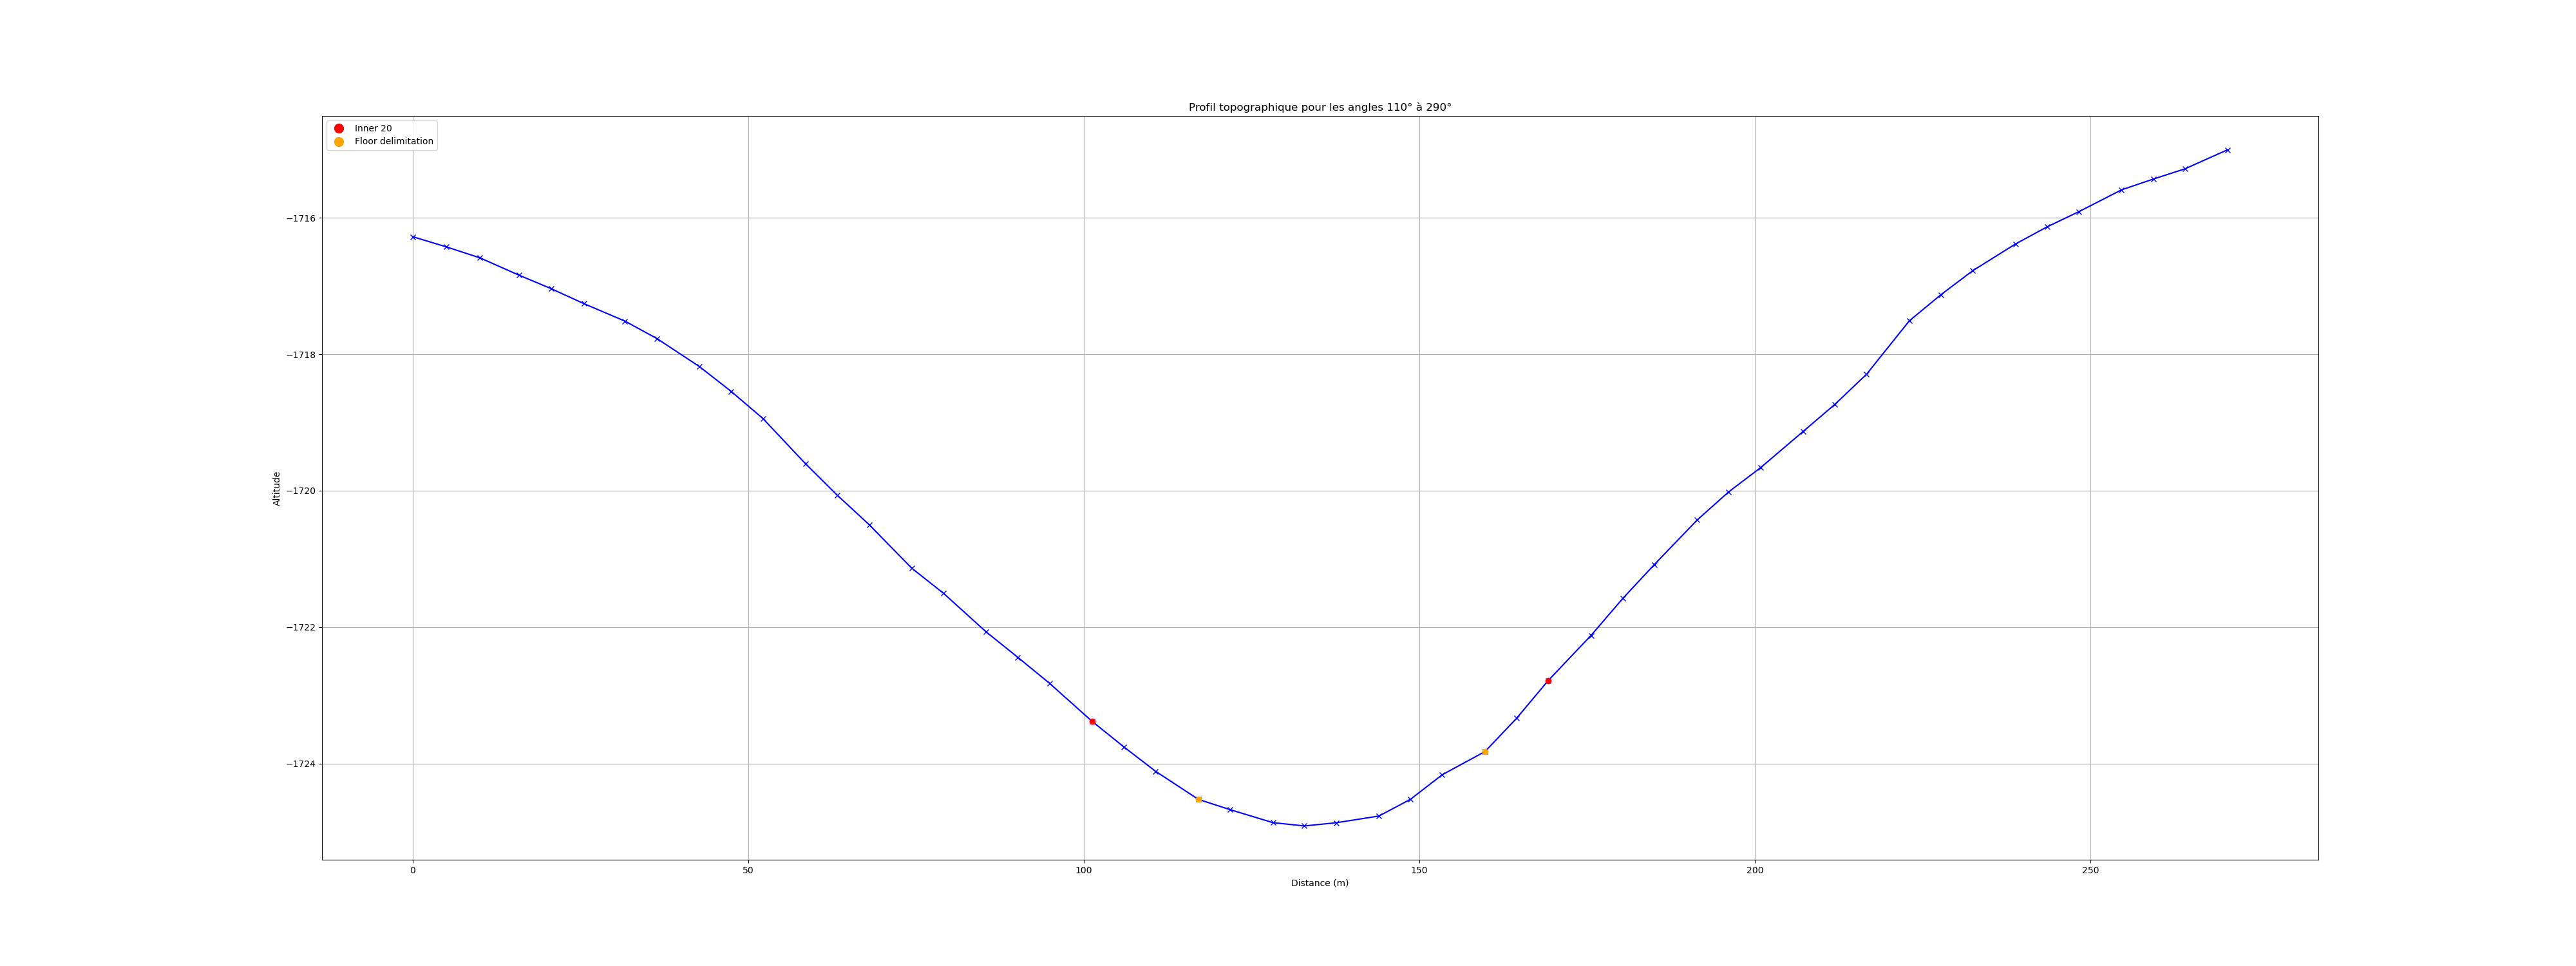 Profil topographique pour les angles 110° à 290°
Inner 20
Floor delimitation
−1716
−1718
−1720
−1722
−1724
Altitude
0 50 100 150 200 250
Distance (m)